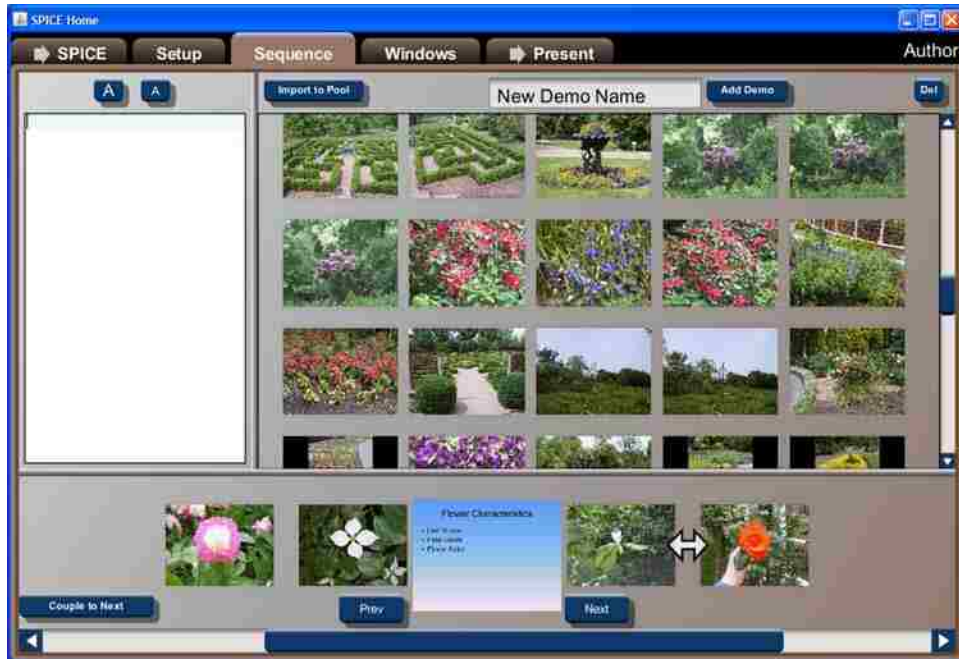 SPICE Home
SPICE Setup Sequence Windows Present Author
A A Import to Pool New Demo Name Add Demo Del
Flower Characteristics
Couple to Next Prev Next